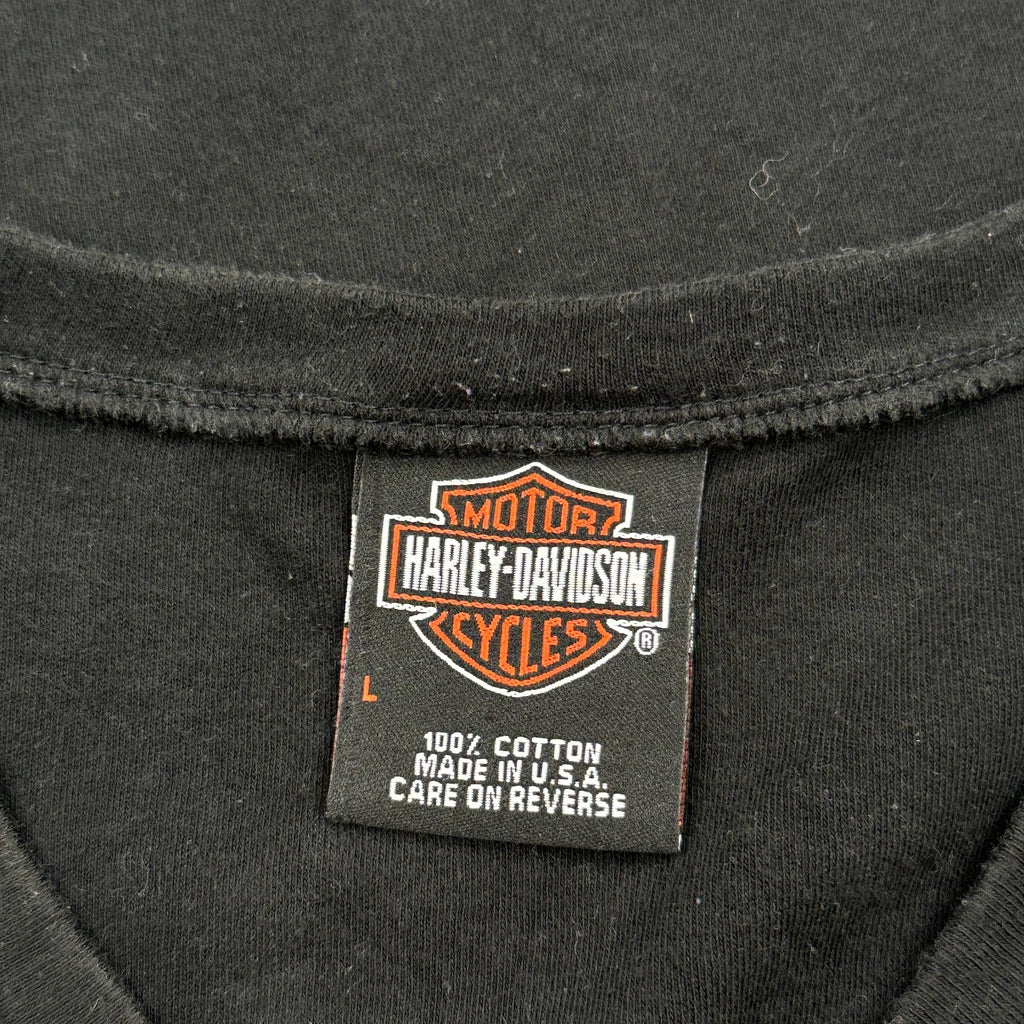 MOTOR
HARLEY-DAVIDSON
CYCLES
®
L
100% COTTON
MADE IN U.S.A.
CARE ON REVERSE